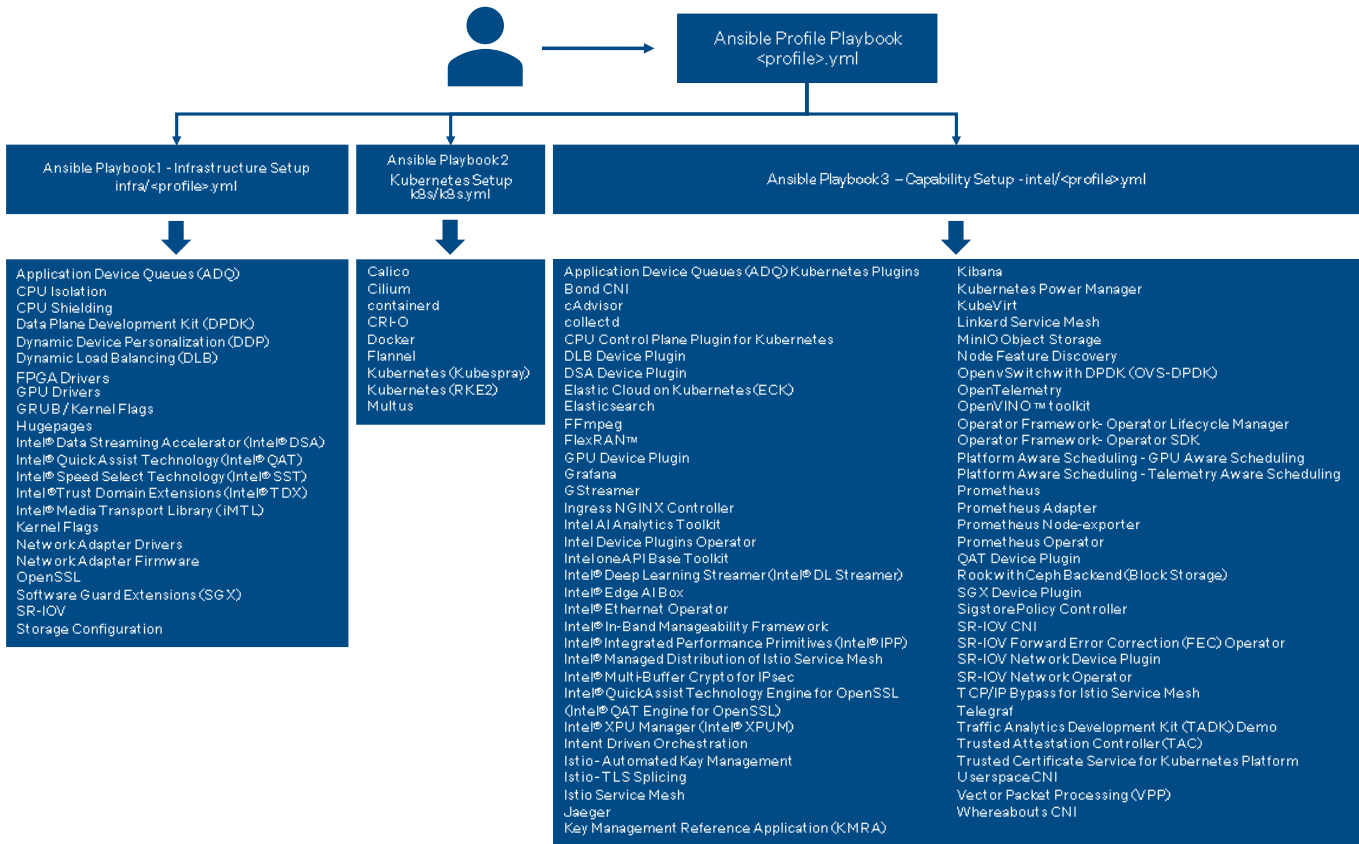 Ansible Profile Playbook
<profile>.yml
Ansible Playbook 1 - Infrastructure Setup
infra/<profile>.yml
Ansible Playbook 2
Kubernetes Setup
k8s/k8s.yml
Ansible Playbook 3 – Capability Setup - intel/<profile>.yml
Application Device Queues (ADQ)
CPU Isolation
CPU Shielding
Data Plane Development Kit (DPDK)
Dynamic Device Personalization (DDP)
Dynamic Load Balancing (DLB)
FPGA Drivers
GPU Drivers
GRUB / Kernel Flags
Hugepages
Intel® Data Streaming Accelerator (Intel® DSA)
Intel® Quick Assist Technology (Intel® QAT)
Intel® Speed Select Technology (Intel® SST)
Intel® Trust Domain Extensions (Intel® TDX)
Intel® Media Transport Library (iMTL)
Kernel Flags
Network Adapter Drivers
Network Adapter Firmware
OpenSSL
Software Guard Extensions (SGX)
SR-IOV
Storage Configuration
Calico
Cilium
containerd
CRI-O
Docker
Flannel
Kubernetes (Kubespray)
Kubernetes (RKE2)
Multus
Application Device Queues (ADQ) Kubernetes Plugins
Bond CNI
cAdvisor
collectd
CPU Control Plane Plugin for Kubernetes
DLB Device Plugin
DSA Device Plugin
Elastic Cloud on Kubernetes (ECK)
Elasticsearch
FFmpeg
FlexRAN™
GPU Device Plugin
Grafana
GStreamer
Ingress NGINX Controller
Intel AI Analytics Toolkit
Intel Device Plugins Operator
Intel oneAPI Base Toolkit
Intel® Deep Learning Streamer (Intel® DL Streamer)
Intel® Edge AI Box
Intel® Ethernet Operator
Intel® In-Band Manageability Framework
Intel® Integrated Performance Primitives (Intel® IPP)
Intel® Managed Distribution of Istio Service Mesh
Intel® Multi-Buffer Crypto for IPsec
Intel® QuickAssist Technology Engine for OpenSSL
(Intel® QAT Engine for OpenSSL)
Intel® XPU Manager (Intel® XPUM)
Intent Driven Orchestration
Istio - Automated Key Management
Istio - TLS Splicing
Istio Service Mesh
Jaeger
Key Management Reference Application (KMRA)
Kibana
Kubernetes Power Manager
KubeVirt
Linkerd Service Mesh
MinIO Object Storage
Node Feature Discovery
Open vSwitch with DPDK (OVS-DPDK)
OpenTelemetry
OpenVINO™ toolkit
Operator Framework - Operator Lifecycle Manager
Operator Framework - Operator SDK
Platform Aware Scheduling - GPU Aware Scheduling
Platform Aware Scheduling - Telemetry Aware Scheduling
Prometheus
Prometheus Adapter
Prometheus Node-exporter
Prometheus Operator
QAT Device Plugin
Rook with Ceph Backend (Block Storage)
SGX Device Plugin
Sigstore Policy Controller
SR-IOV CNI
SR-IOV Forward Error Correction (FEC) Operator
SR-IOV Network Device Plugin
SR-IOV Network Operator
TCP/IP Bypass for Istio Service Mesh
Telegraf
Traffic Analytics Development Kit (TADK) Demo
Trusted Attestation Controller (TAC)
Trusted Certificate Service for Kubernetes Platform
Userspace CNI
Vector Packet Processing (VPP)
Whereabouts CNI